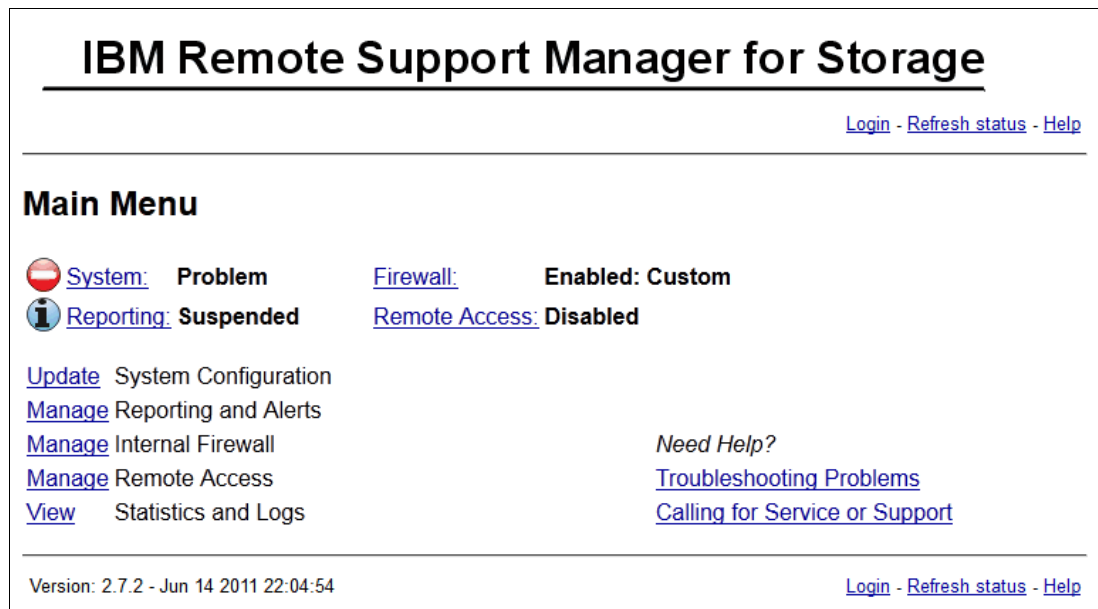 IBM Remote Support Manager for Storage
Login - Refresh status - Help
Main Menu
System: Problem Firewall: Enabled: Custom
Reporting: Suspended Remote Access: Disabled
Update System Configuration
Manage Reporting and Alerts
Manage Internal Firewall Need Help?
Manage Remote Access Troubleshooting Problems
View Statistics and Logs Calling for Service or Support
Version: 2.7.2 - Jun 14 2011 22:04:54 Login - Refresh status - Help